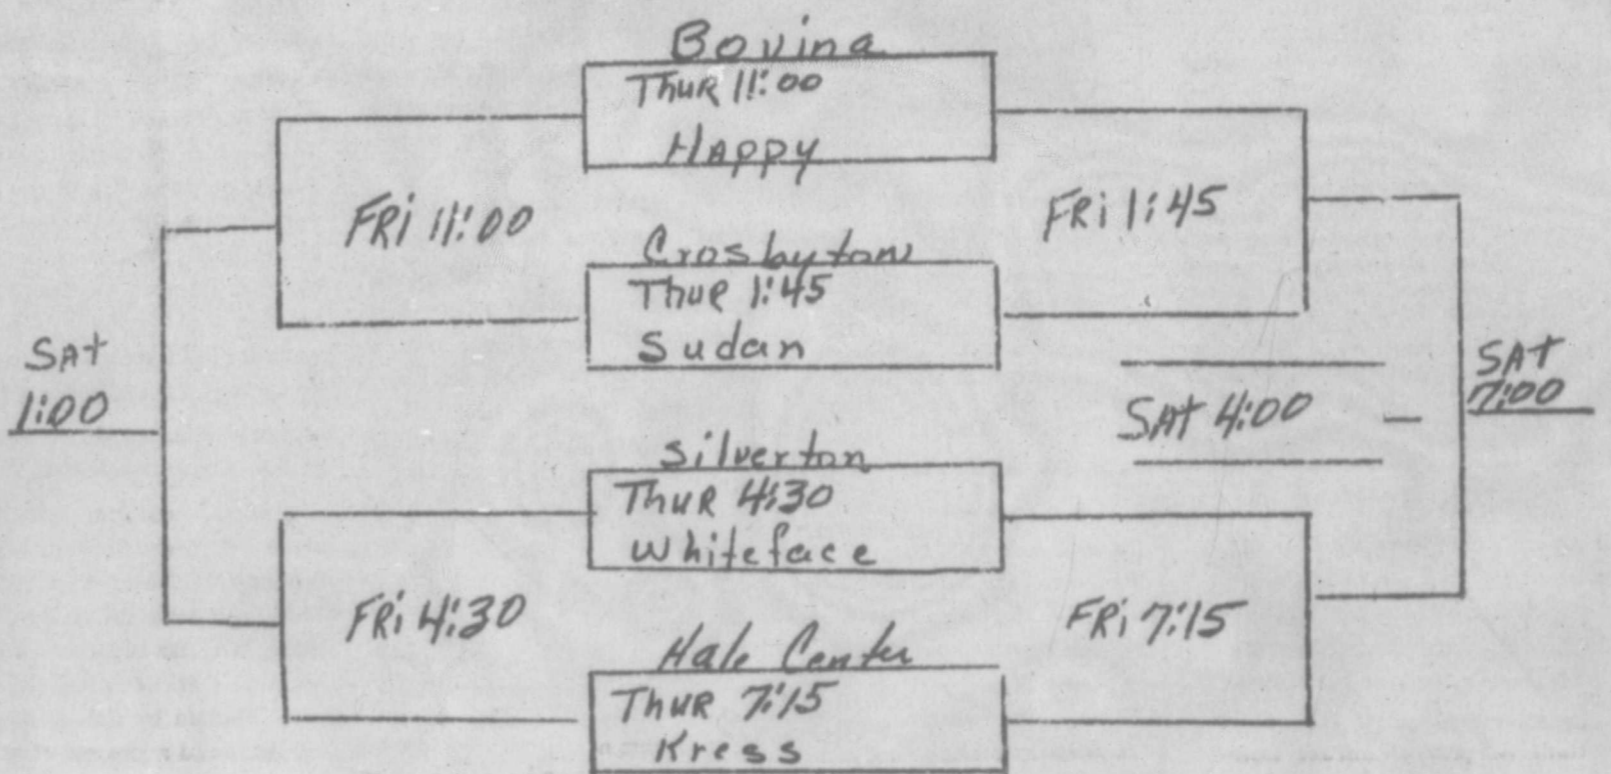 Bovina
Thur 11:00
Happy
Fri 11:00
Fri 1:45
Crosbyton
Thur 1:45
Sudan
Sat
1:00
Sat 4:00
Sat
7:00
Silverton
Thur 4:30
Whiteface
Fri 4:30
Fri 7:15
Hale Center
Thur 7:15
Kress